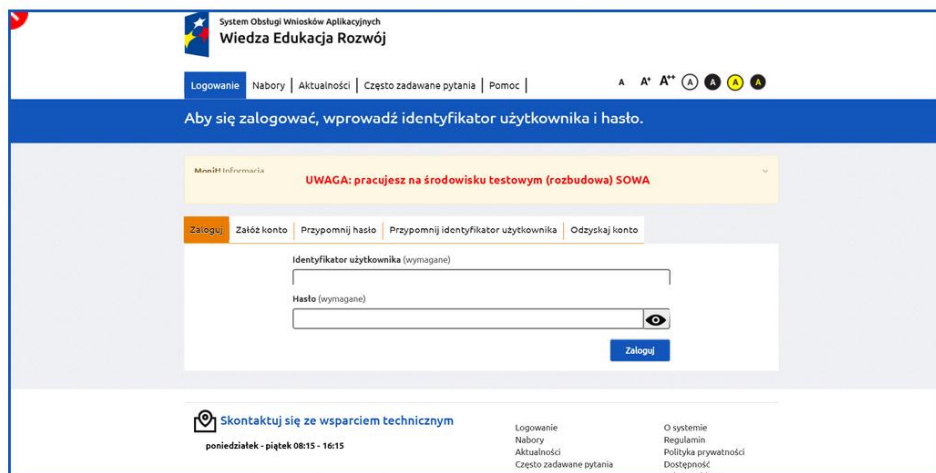 System Obsługi Wniosków Aplikacyjnych
Wiedza Edukacja Rozwój
Logowanie Nabory Aktualności Często zadawane pytania Pomoc A A+ A++ A A A A
Aby się zalogować, wprowadź identyfikator użytkownika i hasło.
Monit! Informacja
UWAGA: pracujesz na środowisku testowym (rozbudowa) SOWA
Zaloguj Załóż konto Przypomnij hasło Przypomnij identyfikator użytkownika Odzyskaj konto
Identyfikator użytkownika (wymagane)
Hasło (wymagane)
Zaloguj
Skontaktuj się ze wsparciem technicznym
poniedziałek - piątek 08:15 - 16:15
Logowanie
Nabory
Aktualności
Często zadawane pytania
O systemie
Regulamin
Polityka prywatności
Dostępność